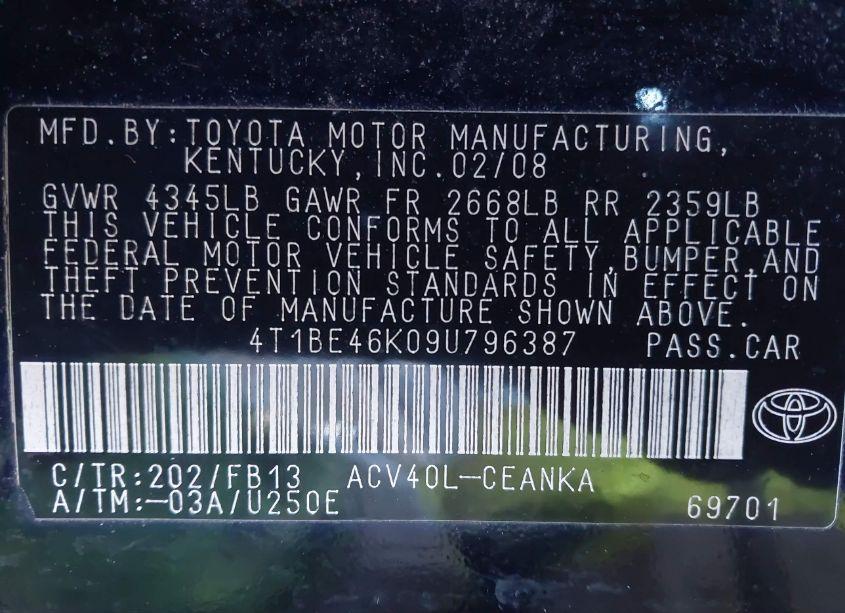 MFD.BY:TOYOTA MOTOR MANUFACTURING,
KENTUCKY,INC.02/08
GVWR 4345LB GAWR FR 2668LB RR 2359LB
THIS VEHICLE CONFORMS TO ALL APPLICABLE
FEDERAL MOTOR VEHICLE SAFETY,BUMPER,AND
THEFT PREVENTION STANDARDS IN EFFECT ON
THE DATE OF MANUFACTURE SHOWN ABOVE.
4T1BE46K09U796387 PASS.CAR
C/TR:202/FB13 ACV40L-CEANKA
A/TM:-03A/U250E
69701